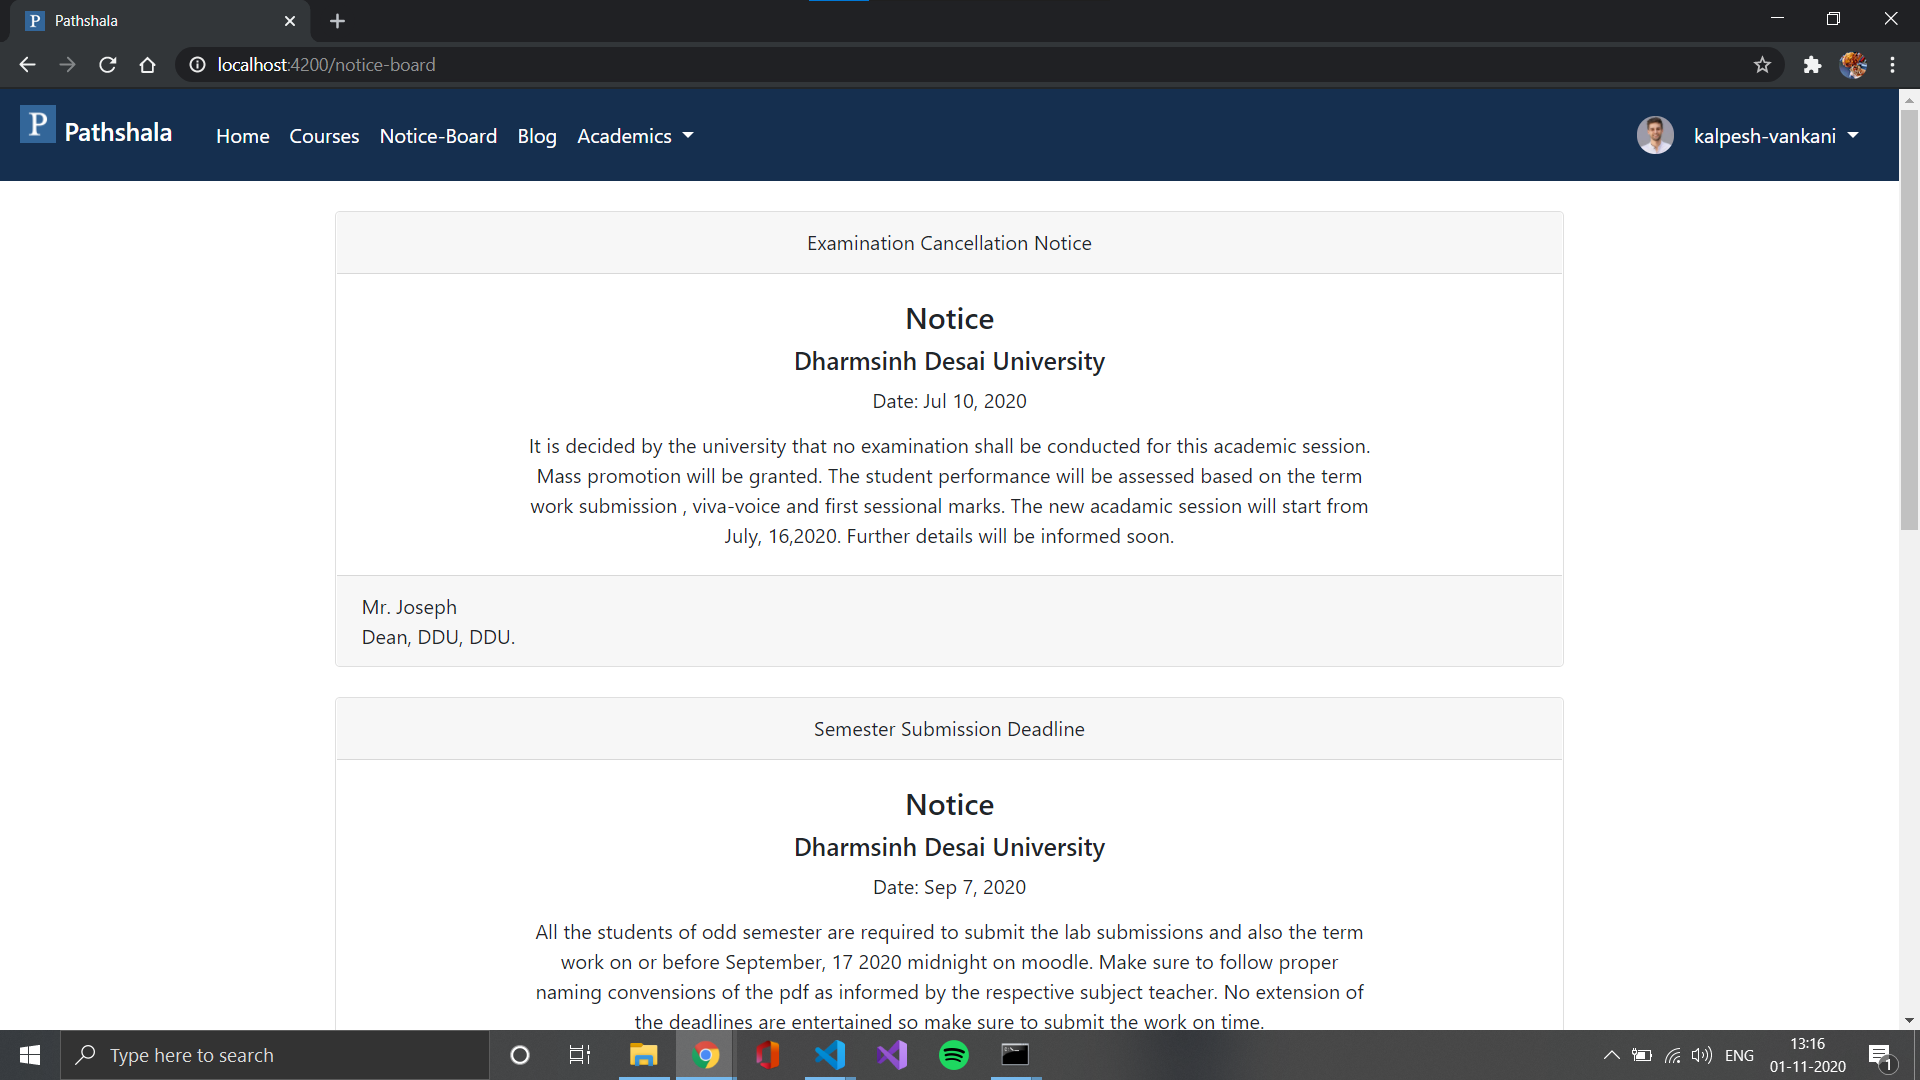 P Pathshala
localhost:4200/notice-board
P Pathshala Home Courses Notice-Board Blog Academics kalpesh-vankani
Examination Cancellation Notice
Notice
Dharmsinh Desai University
Date: Jul 10, 2020
It is decided by the university that no examination shall be conducted for this academic session.
Mass promotion will be granted. The student performance will be assessed based on the term
work submission , viva-voice and first sessional marks. The new acadamic session will start from
July, 16,2020. Further details will be informed soon.
Mr. Joseph
Dean, DDU, DDU.
Semester Submission Deadline
Notice
Dharmsinh Desai University
Date: Sep 7, 2020
All the students of odd semester are required to submit the lab submissions and also the term
work on or before September, 17 2020 midnight on moodle. Make sure to follow proper
naming convensions of the pdf as informed by the respective subject teacher. No extension of
the deadlines are entertained so make sure to submit the work on time.
Type here to search
ENG
13:16
01-11-2020
1